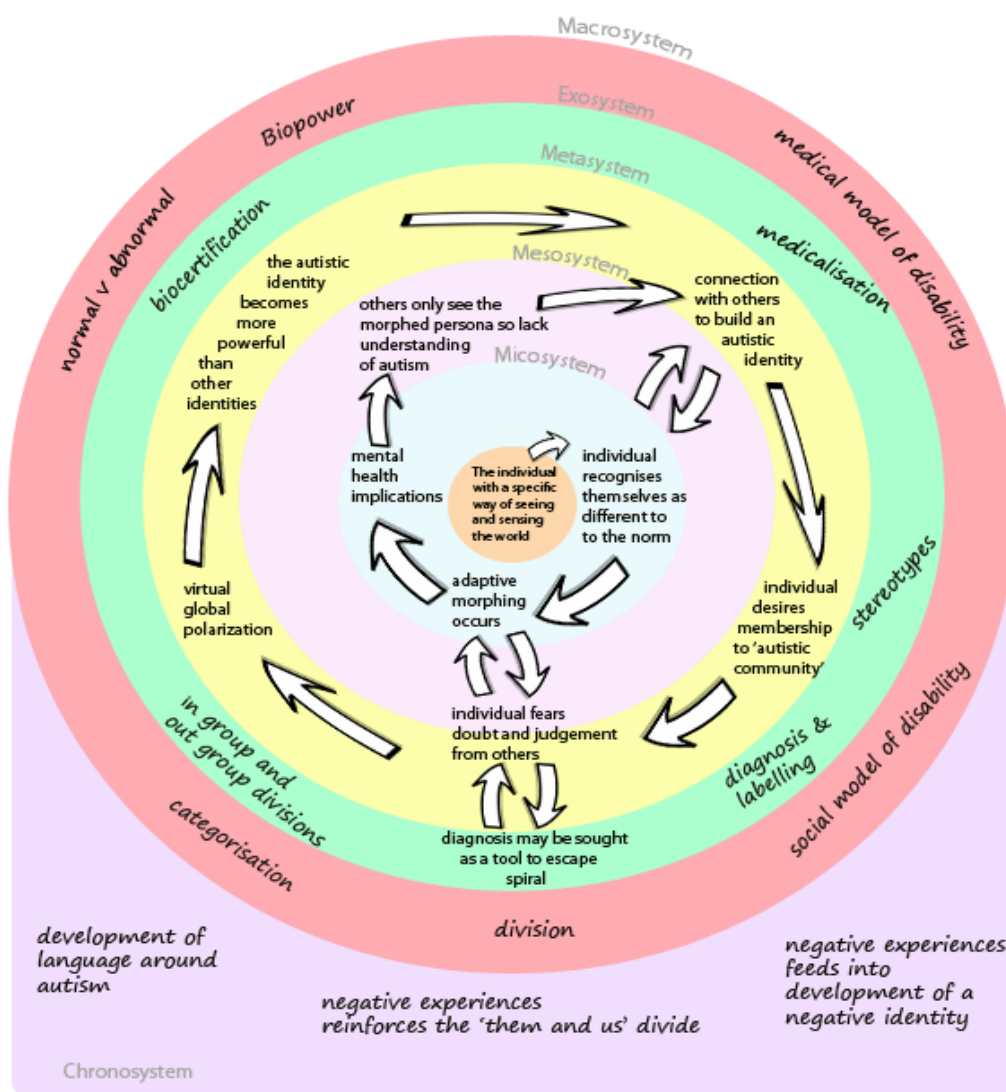 Macrosystem
Exosystem
Metasystem
Mesosystem
Micosystem
Biopower
normal v abnormal
medical model of disability
biocertification
medicalisation
the autistic
identity
becomes
more
powerful
than
other
identities
others only see the
morphed persona so lack
understanding
of autism
connection
with others
to build an
autistic
identity
mental
health
implications
The individual
with a specific
way of seeing
and sensing
the world
individual
recognises
themselves as
different to
to the norm
adaptive
morphing
occurs
virtual
global
polarization
individual
desires
membership
to 'autistic
community'
stereotypes
individual fears
doubt and judgement
from others
in group and
out group divisions
diagnosis &
labelling
social model of disability
categorisation
diagnosis may be sought
as a tool to escape
spiral
division
development of
language around
autism
negative experiences
reinforces the 'them and us' divide
negative experiences
feeds into
development of a
negative identity
Chronosystem